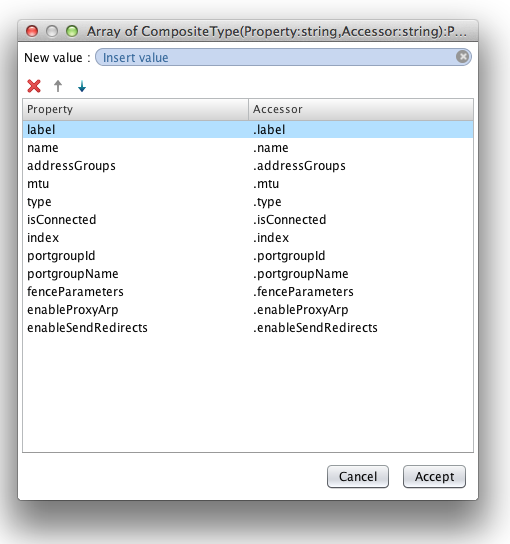 Array of CompositeType(Property:string,Accessor:string):P...
New value : Insert value
Property Accessor
label .label
name .name
addressGroups .addressGroups
mtu .mtu
type .type
isConnected .isConnected
index .index
portgroupId .portgroupId
portgroupName .portgroupName
fenceParameters .fenceParameters
enableProxyArp .enableProxyArp
enableSendRedirects .enableSendRedirects
Cancel Accept